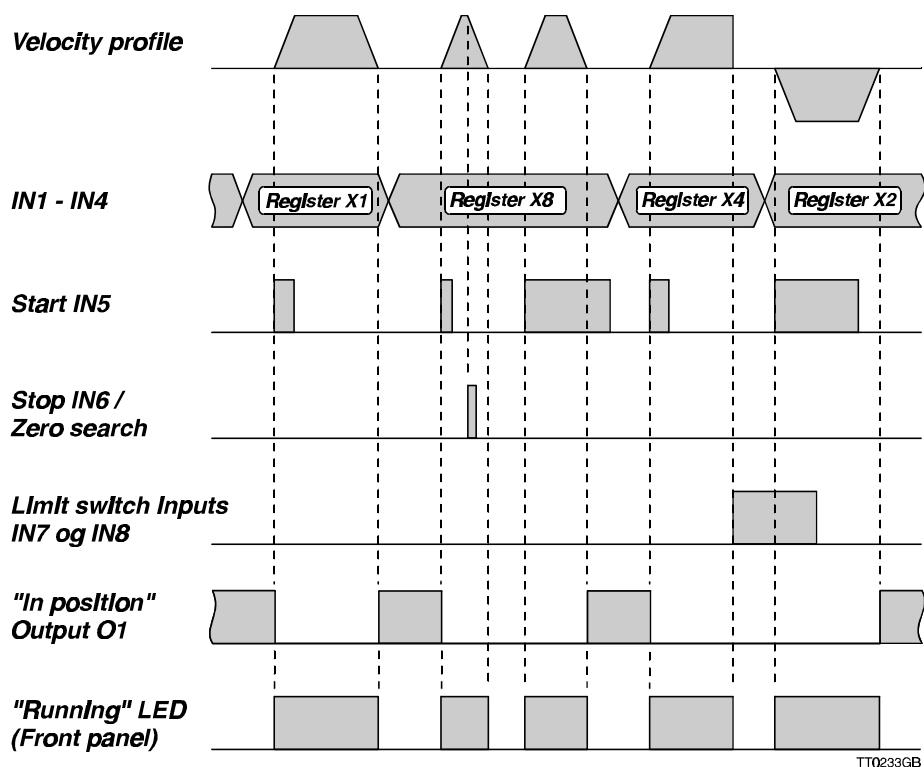 Velocity profile
IN1 - IN4
Register X1
Register X8
Register X4
Register X2
Start IN5
Stop IN6 /
Zero search
Limit switch Inputs
IN7 og IN8
"In position"
Output O1
"Running" LED
(Front panel)
TT0233GB